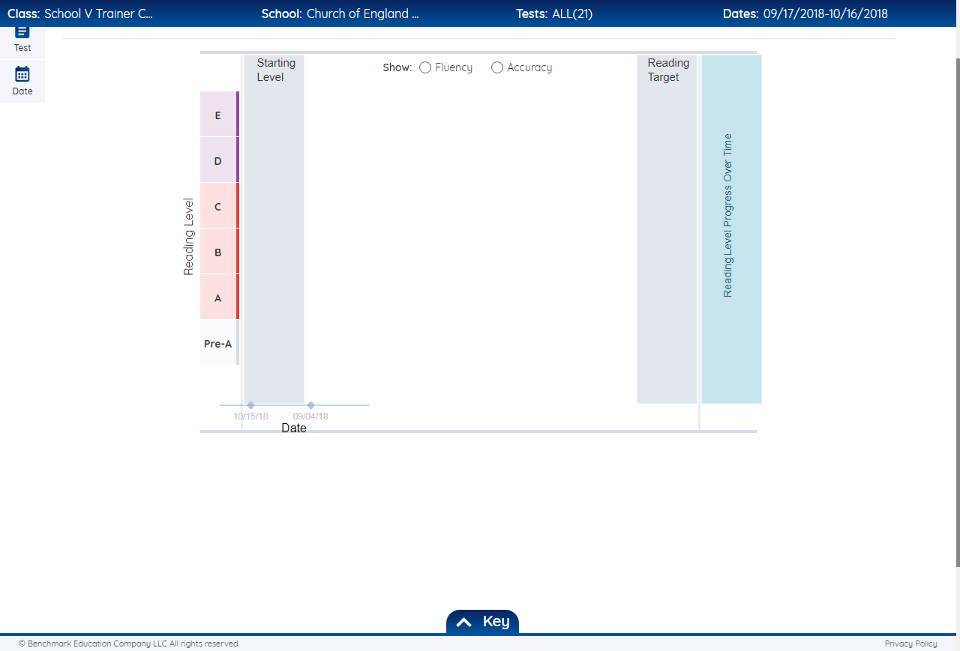 Class: School V Trainer C... School: Church of England ... Tests: ALL(21) Dates: 09/17/2018-10/16/2018
Test
Date
Starting
Level
Show: Fluency Accuracy
Reading
Target
E
D
C
B
A
Pre-A
Reading Level
Reading Level Progress Over Time
10/15/18 09/04/18
Date
Key
© Benchmark Education Company LLC All rights reserved. Privacy Policy